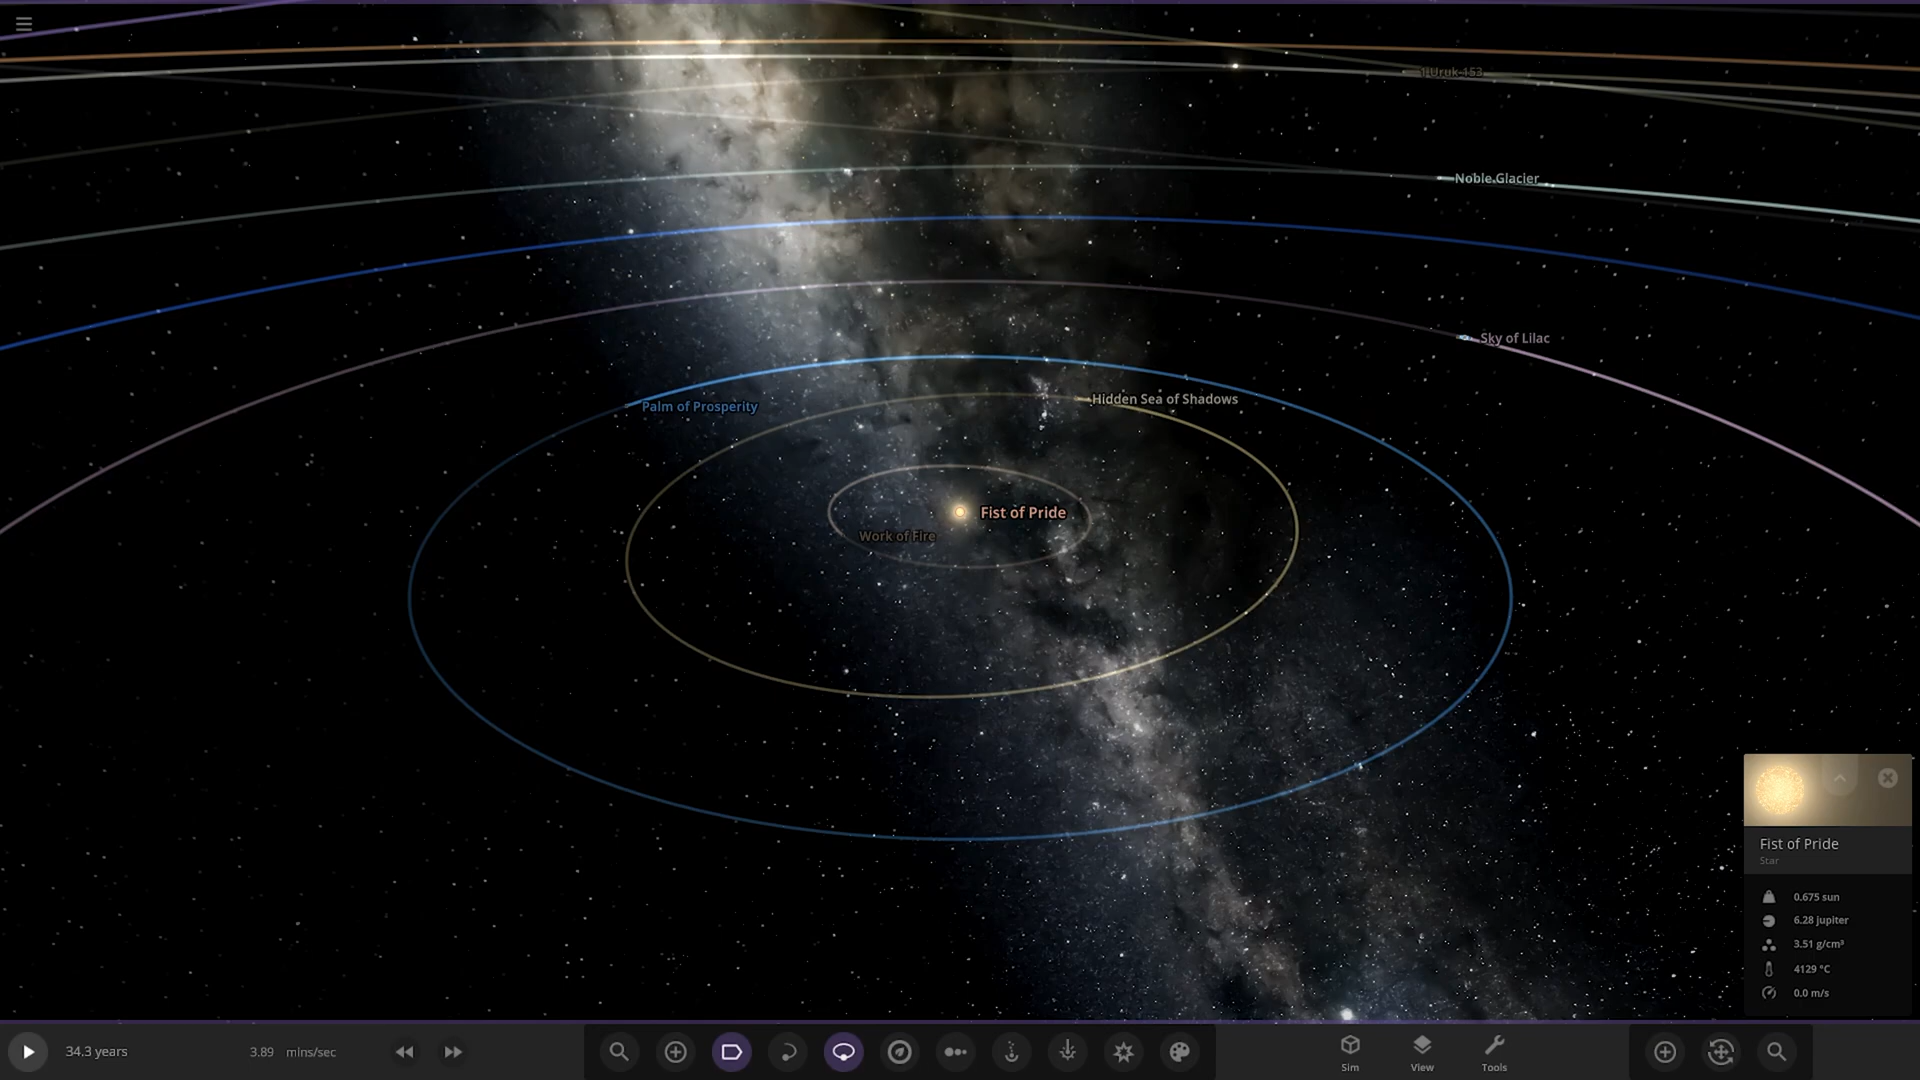 1 Uruk-153
Noble Glacier
Sky of Lilac
Hidden Sea of Shadows
Palm of Prosperity
Fist of Pride
Work of Fire
Fist of Pride
Star
0.675 sun
6.28 jupiter
3.51 g/cm³
4129 °C
0.0 m/s
34.3 years
3.89 mins/sec
Sim
View
Tools